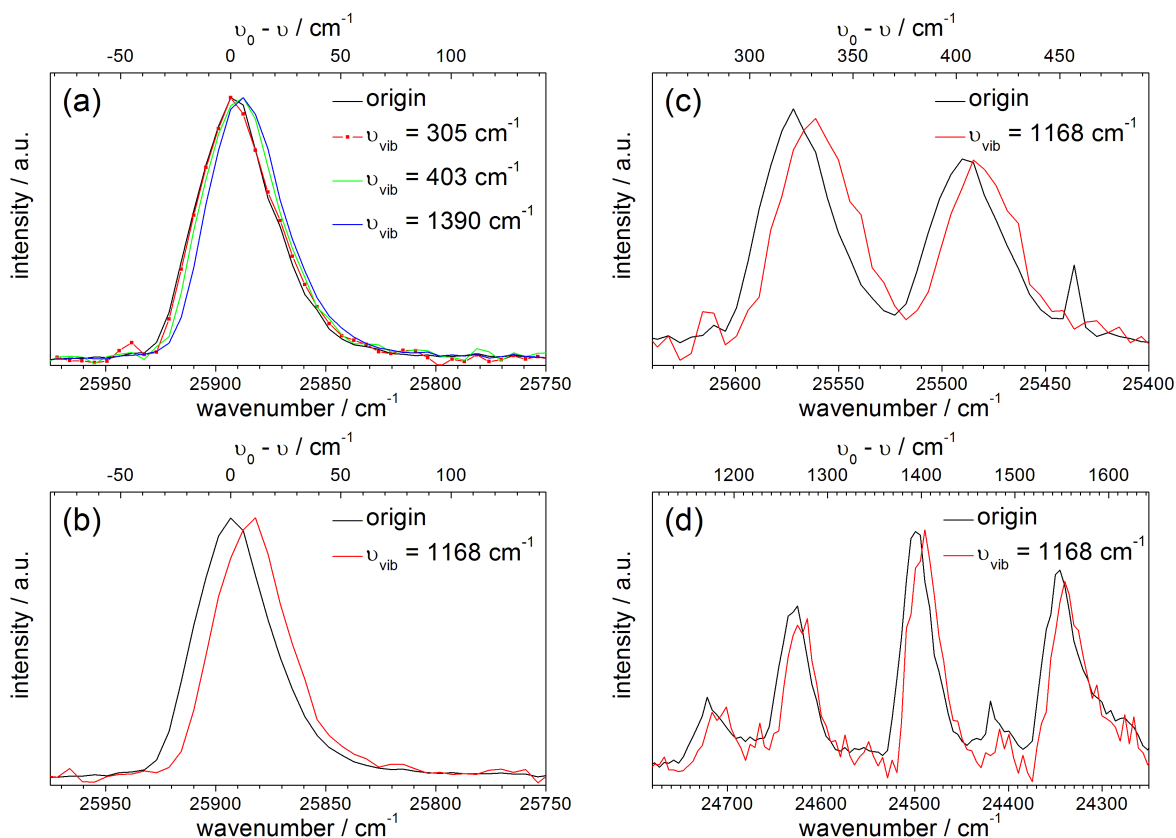 υ₀ - υ / cm⁻¹
-50 0 50 100
(a)
origin
υvib = 305 cm⁻¹
υvib = 403 cm⁻¹
υvib = 1390 cm⁻¹
intensity / a.u.
25950 25900 25850 25800 25750
wavenumber / cm⁻¹
υ₀ - υ / cm⁻¹
300 350 400 450
(c)
origin
υvib = 1168 cm⁻¹
intensity / a.u.
25600 25550 25500 25450 25400
wavenumber / cm⁻¹
υ₀ - υ / cm⁻¹
-50 0 50 100
(b)
origin
υvib = 1168 cm⁻¹
intensity / a.u.
25950 25900 25850 25800 25750
wavenumber / cm⁻¹
υ₀ - υ / cm⁻¹
1200 1300 1400 1500 1600
(d)
origin
υvib = 1168 cm⁻¹
intensity / a.u.
24700 24600 24500 24400 24300
wavenumber / cm⁻¹